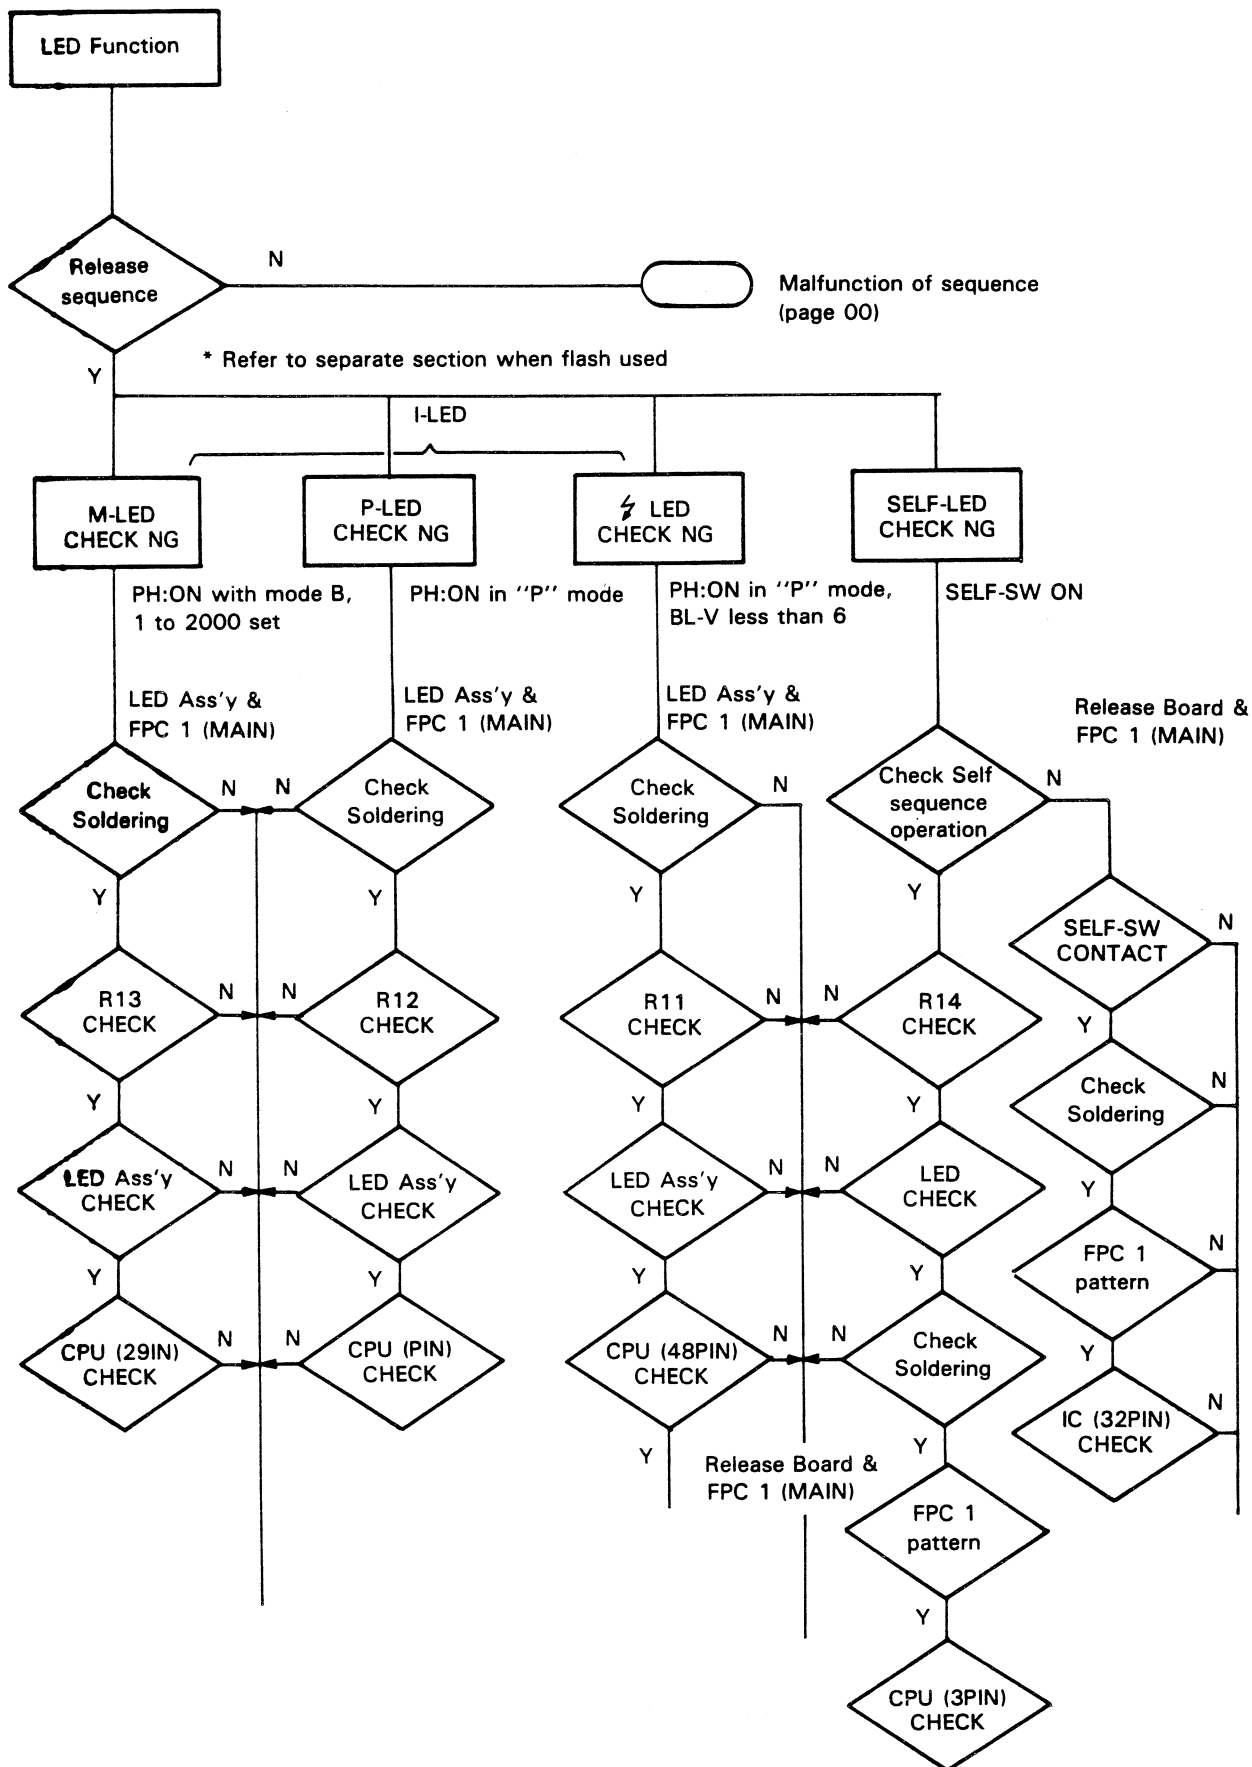 LED Function
Release
sequence
N
Malfunction of sequence
(page 00)
Y
* Refer to separate section when flash used
I-LED
M-LED
CHECK NG
P-LED
CHECK NG
LED
CHECK NG
SELF-LED
CHECK NG
PH:ON with mode B,
1 to 2000 set
PH:ON in "P" mode
PH:ON in "P" mode,
BL-V less than 6
SELF-SW ON
LED Ass'y &
FPC 1 (MAIN)
LED Ass'y &
FPC 1 (MAIN)
LED Ass'y &
FPC 1 (MAIN)
Release Board &
FPC 1 (MAIN)
Check
Soldering
N
N
Check
Soldering
Check
Soldering
N
Check Self
sequence
operation
N
Y
Y
Y
Y
SELF-SW
CONTACT
N
R13
CHECK
N
N
R12
CHECK
R11
CHECK
N
N
R14
CHECK
Y
Y
Y
Y
Y
Check
Soldering
N
LED Ass'y
CHECK
N
N
LED Ass'y
CHECK
LED Ass'y
CHECK
N
N
LED
CHECK
Y
Y
Y
Y
Y
FPC 1
pattern
N
CPU (29IN)
CHECK
N
N
CPU (PIN)
CHECK
CPU (48PIN)
CHECK
N
N
Check
Soldering
Y
IC (32PIN)
CHECK
N
Y
Release Board &
FPC 1 (MAIN)
Y
FPC 1
pattern
Y
CPU (3PIN)
CHECK